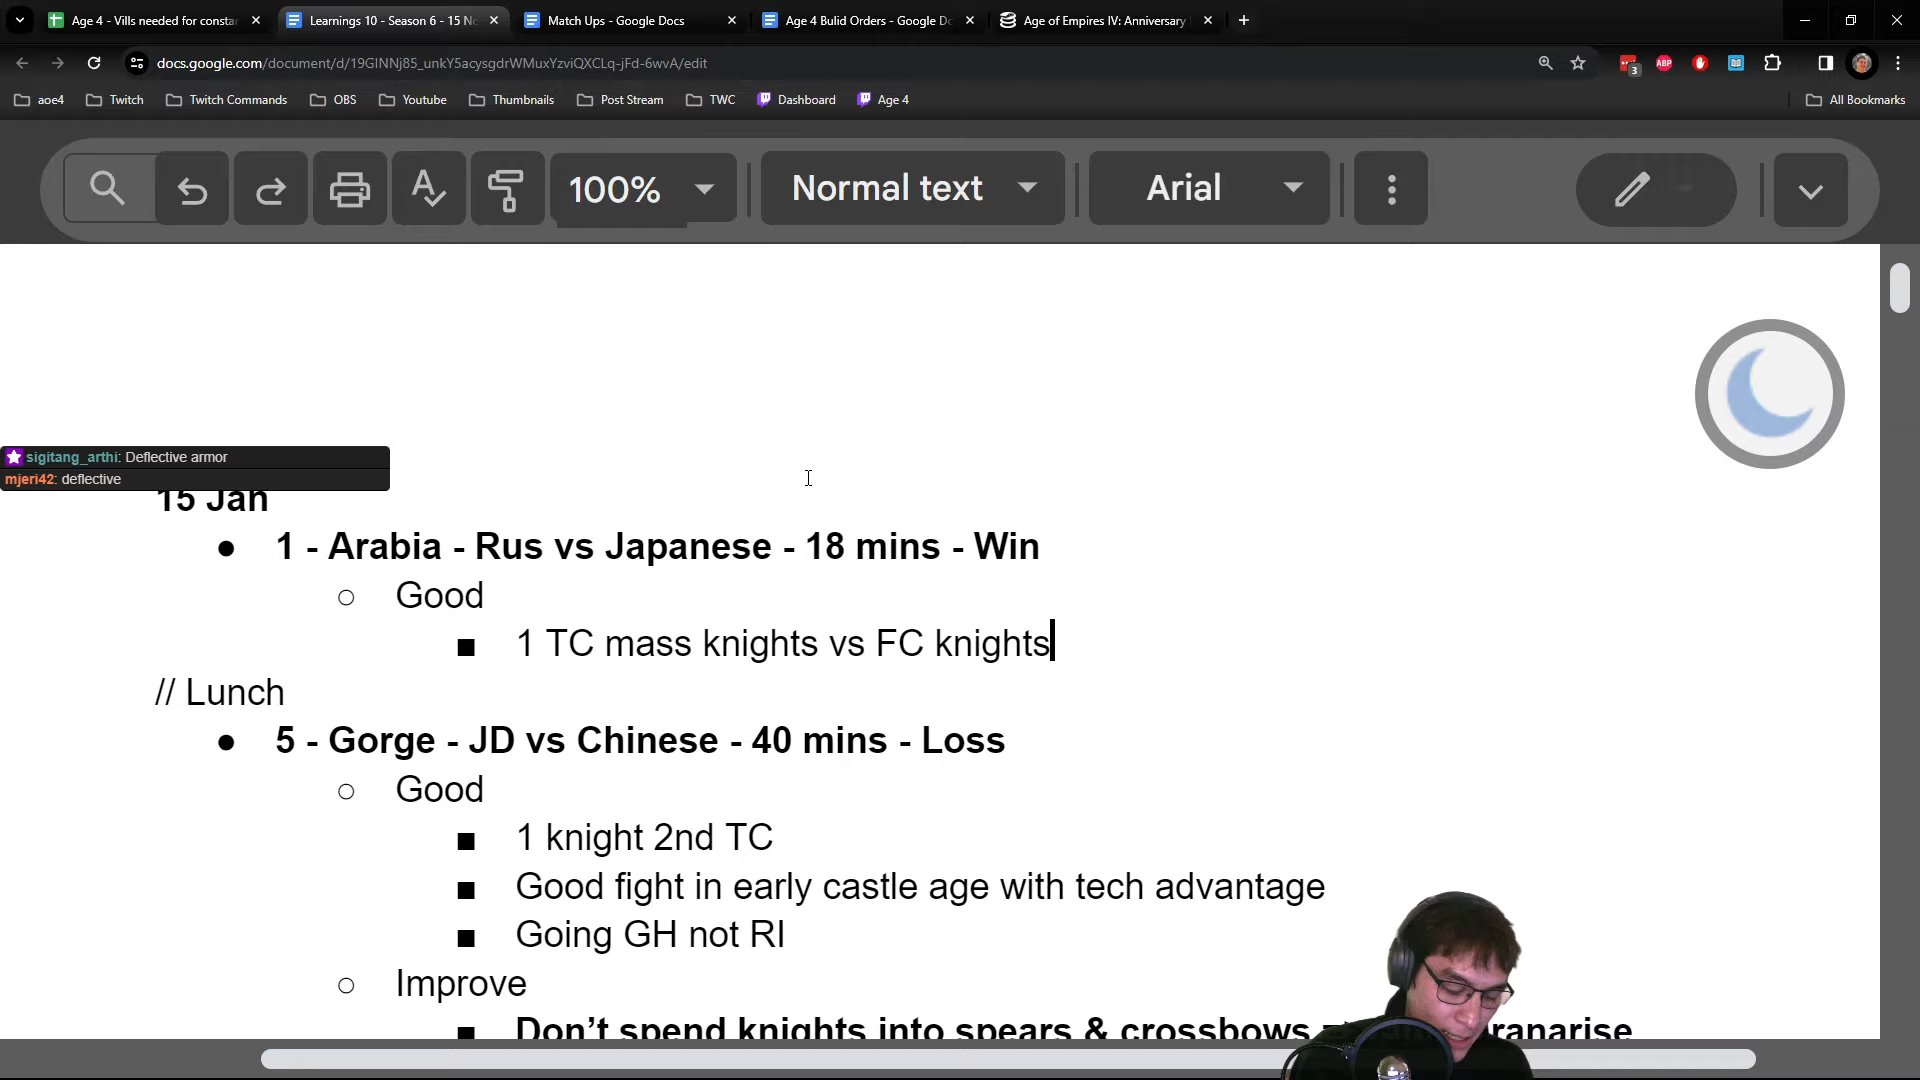 Age 4 - Vills needed for consta
Learnings 10 - Season 6 - 15 N
Match Ups - Google Docs
Age 4 Bulid Orders - Google Do
Age of Empires IV: Anniversary
docs.google.com/document/d/19GINNj85_unkY5acysgdrWMuxYzviQXCLq-jFd-6wvA/edit
3
ABP
aoe4
Twitch
Twitch Commands
OBS
Youtube
Thumbnails
Post Stream
TWC
Dashboard
Age 4
All Bookmarks
100%
Normal text
Arial
sigitang_arthi: Deflective armor
mjeri42: deflective
15 Jan
● 1 - Arabia - Rus vs Japanese - 18 mins - Win
○ Good
■ 1 TC mass knights vs FC knights
// Lunch
● 5 - Gorge - JD vs Chinese - 40 mins - Loss
○ Good
■ 1 knight 2nd TC
■ Good fight in early castle age with tech advantage
■ Going GH not RI
○ Improve
■ Don’t spend knights into spears & crossbows